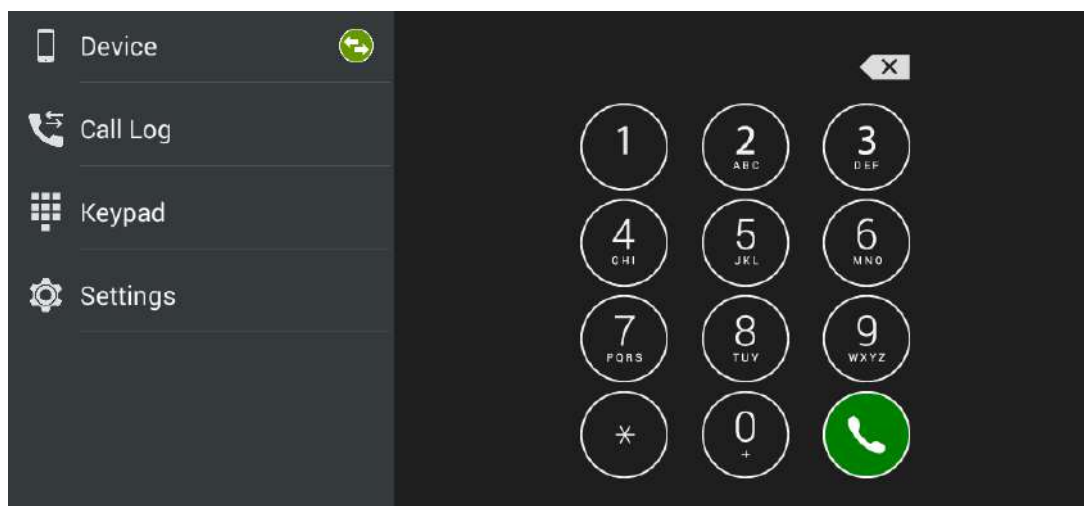 Device
Call Log
Keypad
Settings
1
2
ABC
3
DEF
4
GHI
5
JKL
6
MNO
7
PQRS
8
TUV
9
WXYZ
*
0
+